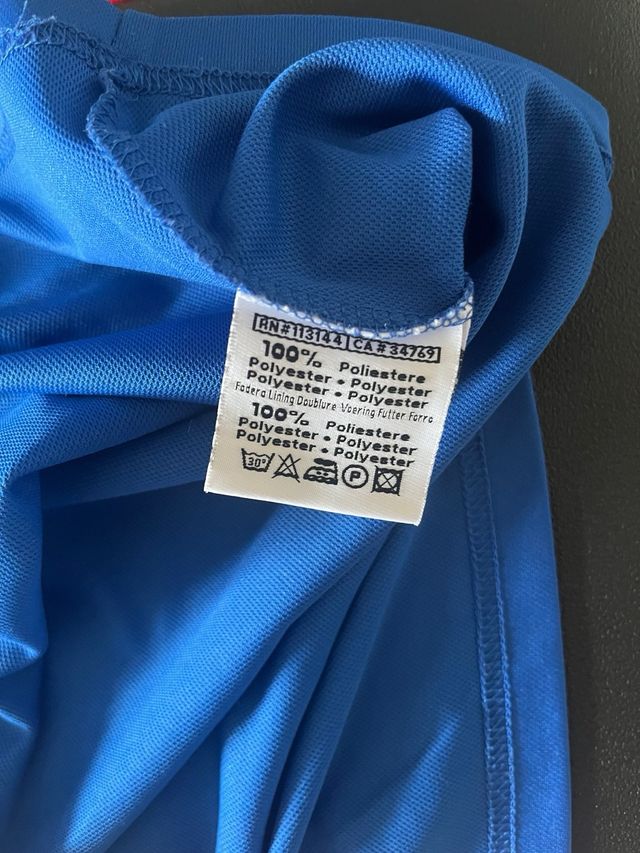 RN#113144 CA#34769
100% Poliestere
Polyester • Polyester
Polyester • Polyester
Fodera Lining Doublure Voering Futter Forro
100% Poliestere
Polyester • Polyester
Polyester • Polyester
30° P